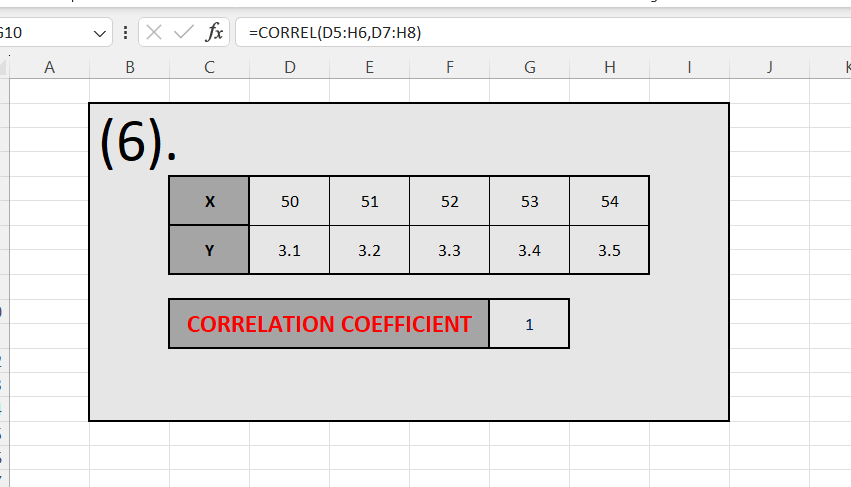 G10 fx =CORREL(D5:H6,D7:H8)
A B C D E F G H I J K
(6).
X 50 51 52 53 54
Y 3.1 3.2 3.3 3.4 3.5
CORRELATION COEFFICIENT 1